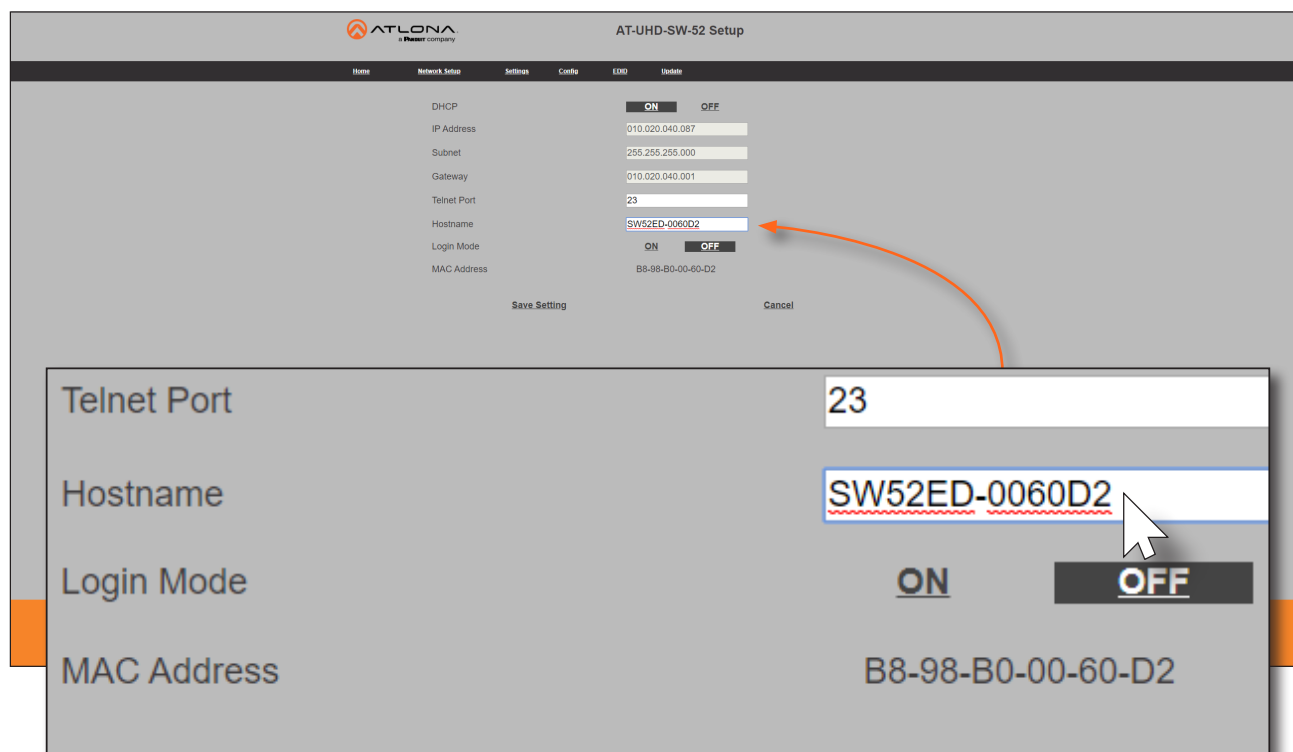 ATLONA
a PANDUIT company
AT-UHD-SW-52 Setup
Home Network Setup Settings Config EDID Update
DHCP ON OFF
IP Address 010.020.040.087
Subnet 255.255.255.000
Gateway 010.020.040.001
Telnet Port 23
Hostname SW52ED-0060D2
Login Mode ON OFF
MAC Address B8-98-B0-00-60-D2
Save Setting Cancel
Telnet Port 23
Hostname SW52ED-0060D2
Login Mode ON OFF
MAC Address B8-98-B0-00-60-D2